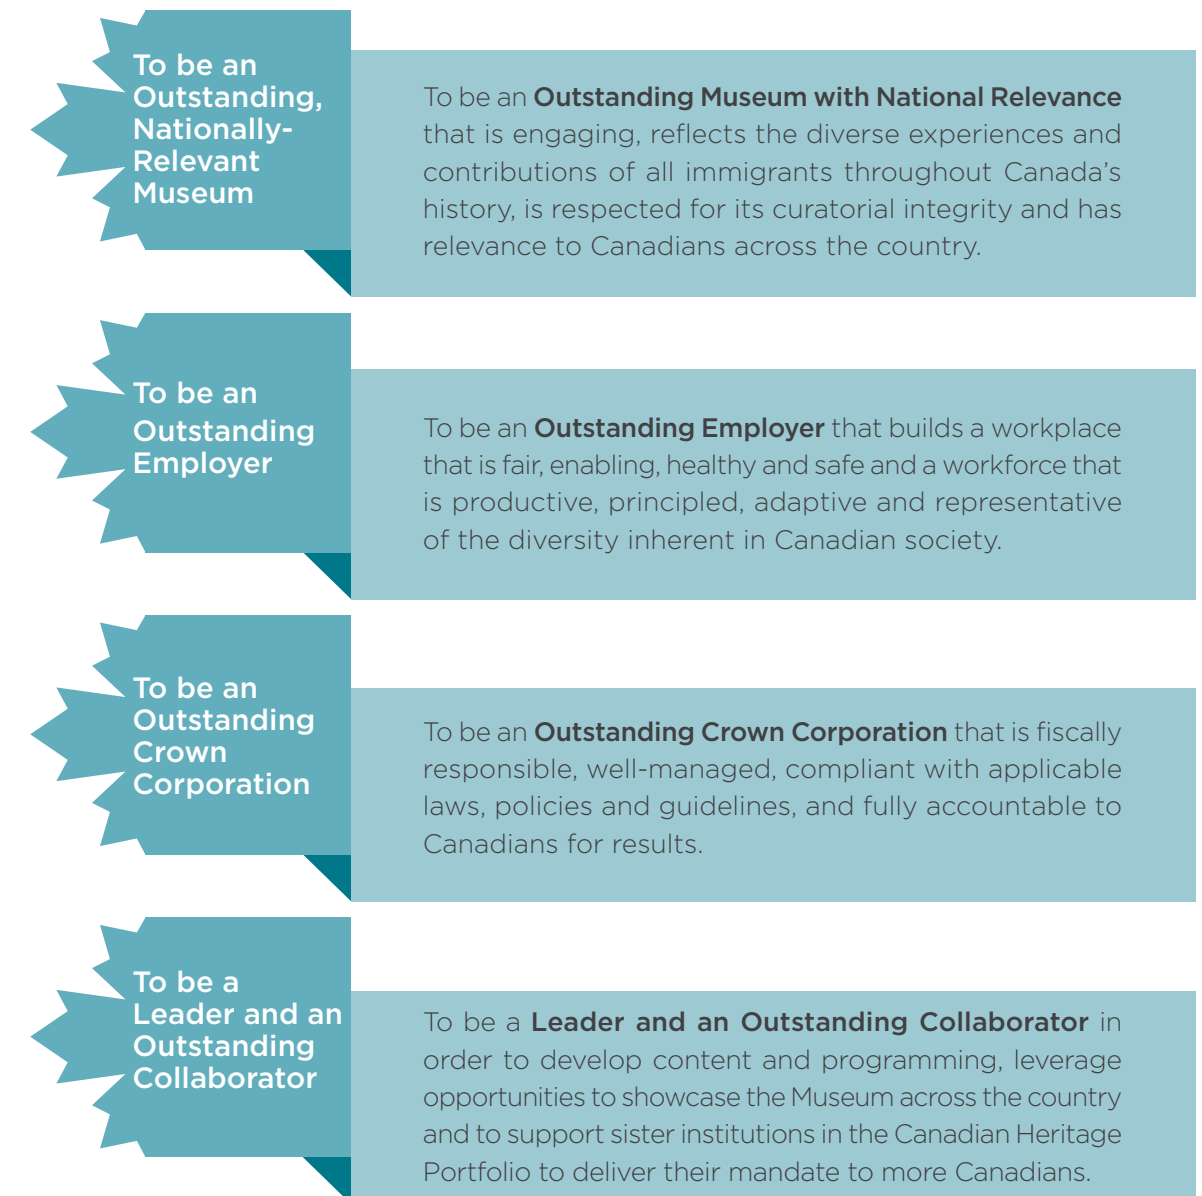 To be an
Outstanding,
Nationally-
Relevant
Museum
To be an Outstanding Museum with National Relevance
that is engaging, reflects the diverse experiences and
contributions of all immigrants throughout Canada’s
history, is respected for its curatorial integrity and has
relevance to Canadians across the country.
To be an
Outstanding
Employer
To be an Outstanding Employer that builds a workplace
that is fair, enabling, healthy and safe and a workforce that
is productive, principled, adaptive and representative
of the diversity inherent in Canadian society.
To be an
Outstanding
Crown
Corporation
To be an Outstanding Crown Corporation that is fiscally
responsible, well-managed, compliant with applicable
laws, policies and guidelines, and fully accountable to
Canadians for results.
To be a
Leader and an
Outstanding
Collaborator
To be a Leader and an Outstanding Collaborator in
order to develop content and programming, leverage
opportunities to showcase the Museum across the country
and to support sister institutions in the Canadian Heritage
Portfolio to deliver their mandate to more Canadians.